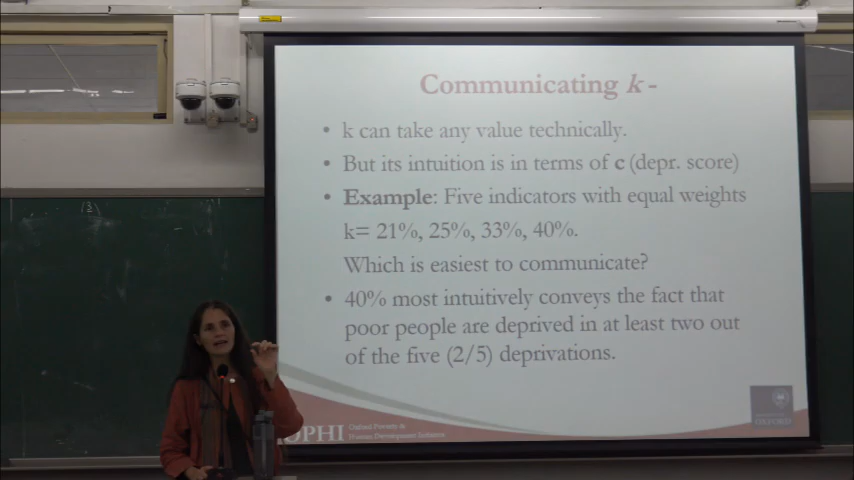 Communicating k -
• k can take any value technically.
• But its intuition is in terms of c (depr. score)
• Example: Five indicators with equal weights
k= 21%, 25%, 33%, 40%.
Which is easiest to communicate?
• 40% most intuitively conveys the fact that
poor people are deprived in at least two out
of the five (2/5) deprivations.
OPHI
Oxford Poverty &
Human Development Initiative
OXFORD